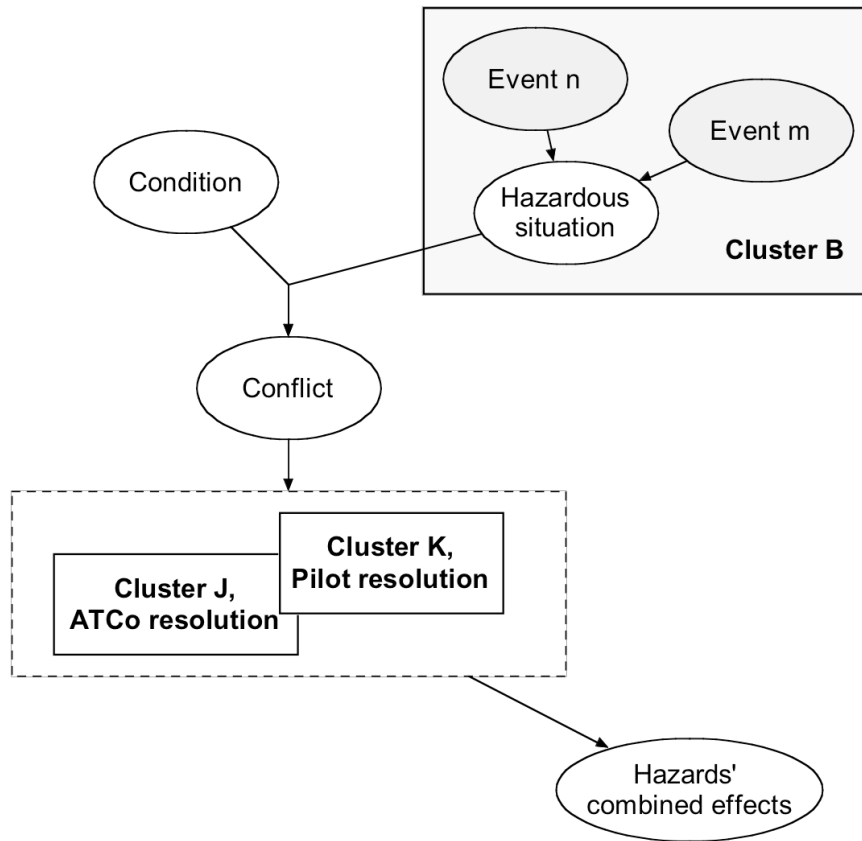 Event n
Event m
Condition
Hazardous
situation
Cluster B
Conflict
Cluster K,
Pilot resolution
Cluster J,
ATCo resolution
Hazards'
combined effects